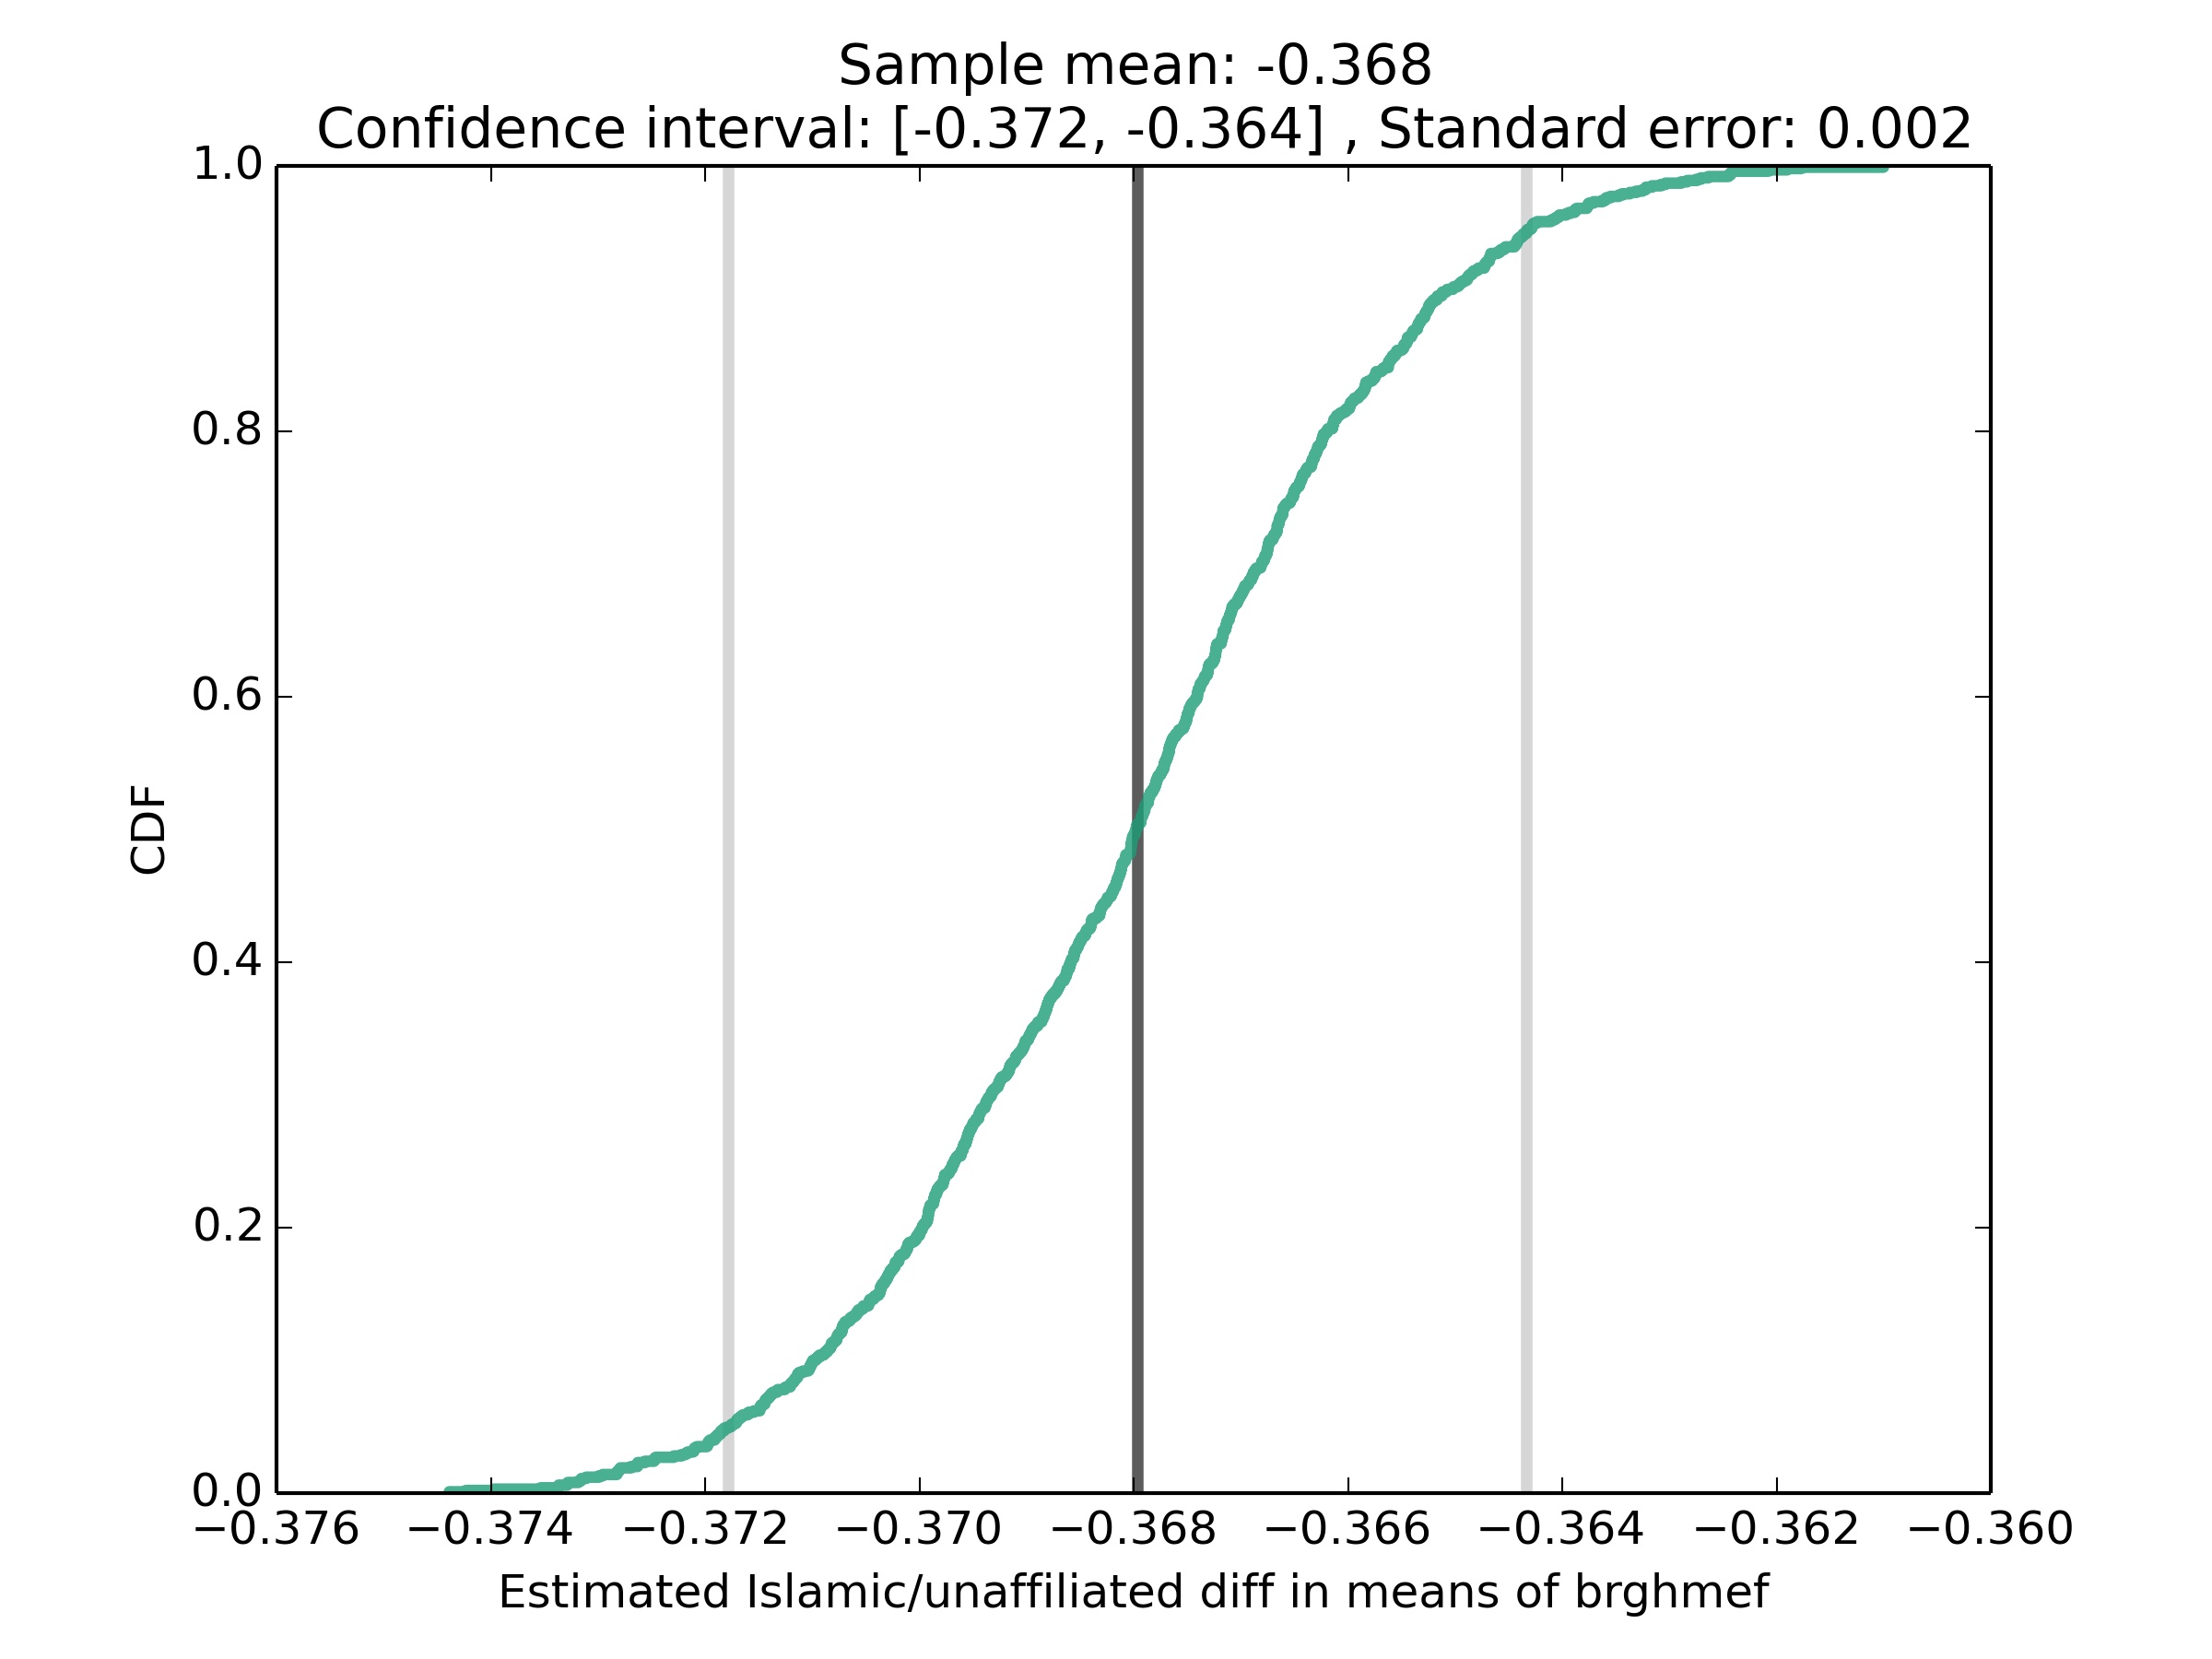 Sample mean: -0.368
Confidence interval: [-0.372, -0.364] , Standard error: 0.002
1.0
0.8
0.6
0.4
0.2
0.0
CDF
−0.376 −0.374 −0.372 −0.370 −0.368 −0.366 −0.364 −0.362 −0.360
Estimated Islamic/unaffiliated diff in means of brghmef